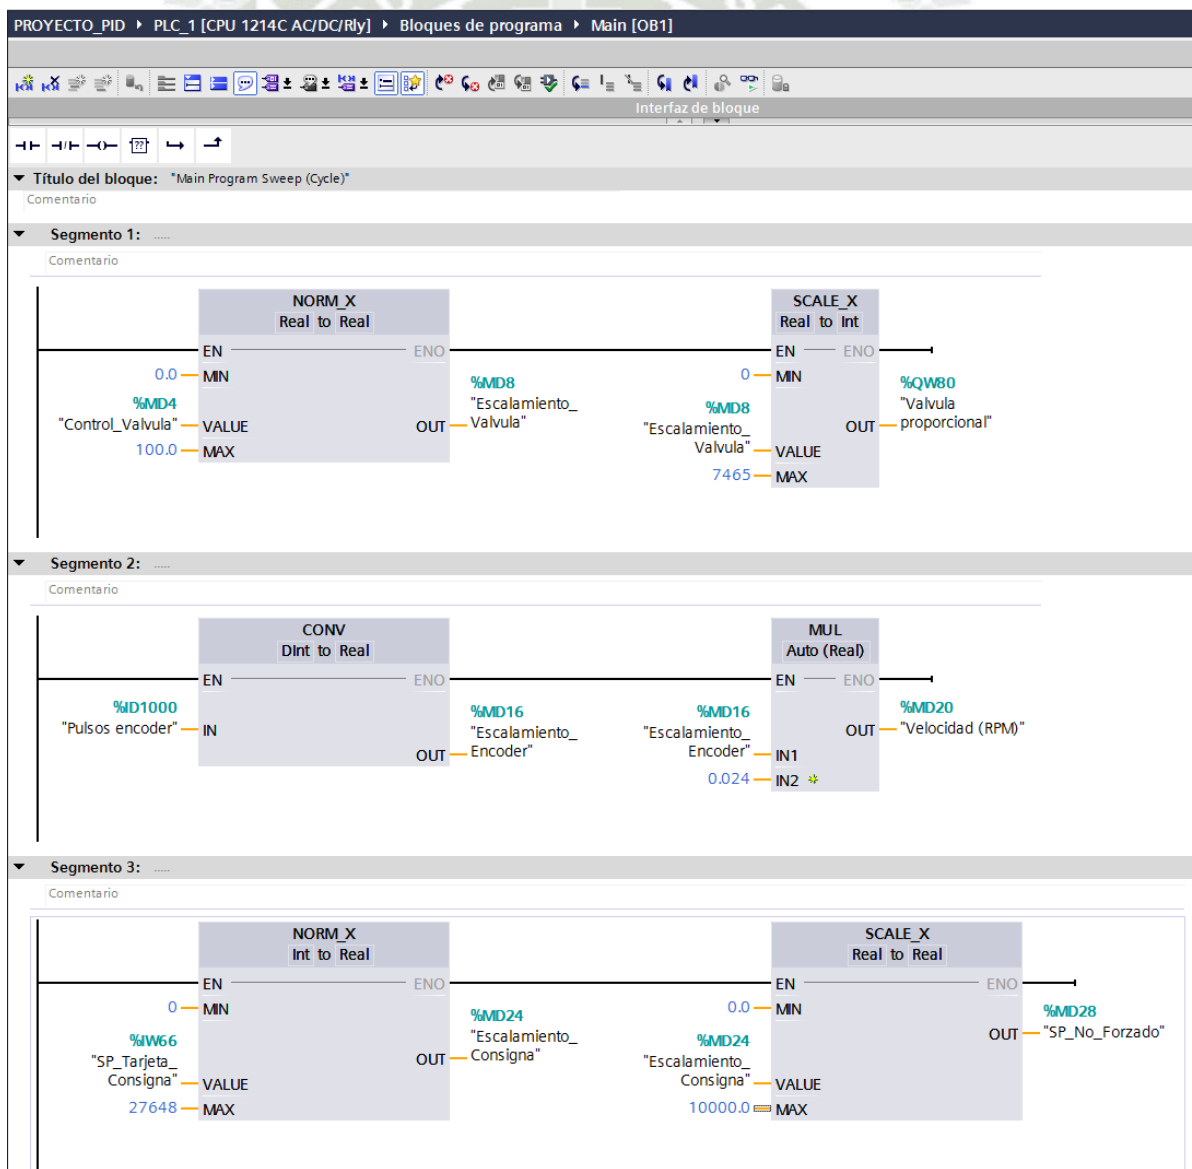 PROYECTO_PID ▸ PLC_1 [CPU 1214C AC/DC/Rly] ▸ Bloques de programa ▸ Main [OB1]
Interfaz de bloque
Título del bloque: "Main Program Sweep (Cycle)"
Comentario
Segmento 1: .....
Comentario
NORM_X
Real to Real
EN ENO
0.0 MIN
%MD4
"Control_Valvula" VALUE
100.0 MAX
OUT
%MD8
"Escalamiento_
Valvula"
SCALE_X
Real to Int
EN ENO
0 MIN
%MD8
"Escalamiento_
Valvula" VALUE
7465 MAX
OUT
%QW80
"Valvula
proporcional"
Segmento 2: .....
Comentario
CONV
DInt to Real
EN ENO
%ID1000
"Pulsos encoder" IN
OUT
%MD16
"Escalamiento_
Encoder"
MUL
Auto (Real)
EN ENO
%MD16
"Escalamiento_
Encoder" IN1
0.024 IN2
OUT
%MD20
"Velocidad (RPM)"
Segmento 3: .....
Comentario
NORM_X
Int to Real
EN ENO
0 MIN
%IW66
"SP_Tarjeta_
Consigna" VALUE
27648 MAX
OUT
%MD24
"Escalamiento_
Consigna"
SCALE_X
Real to Real
EN ENO
0.0 MIN
%MD24
"Escalamiento_
Consigna" VALUE
10000.0 MAX
OUT
%MD28
"SP_No_Forzado"